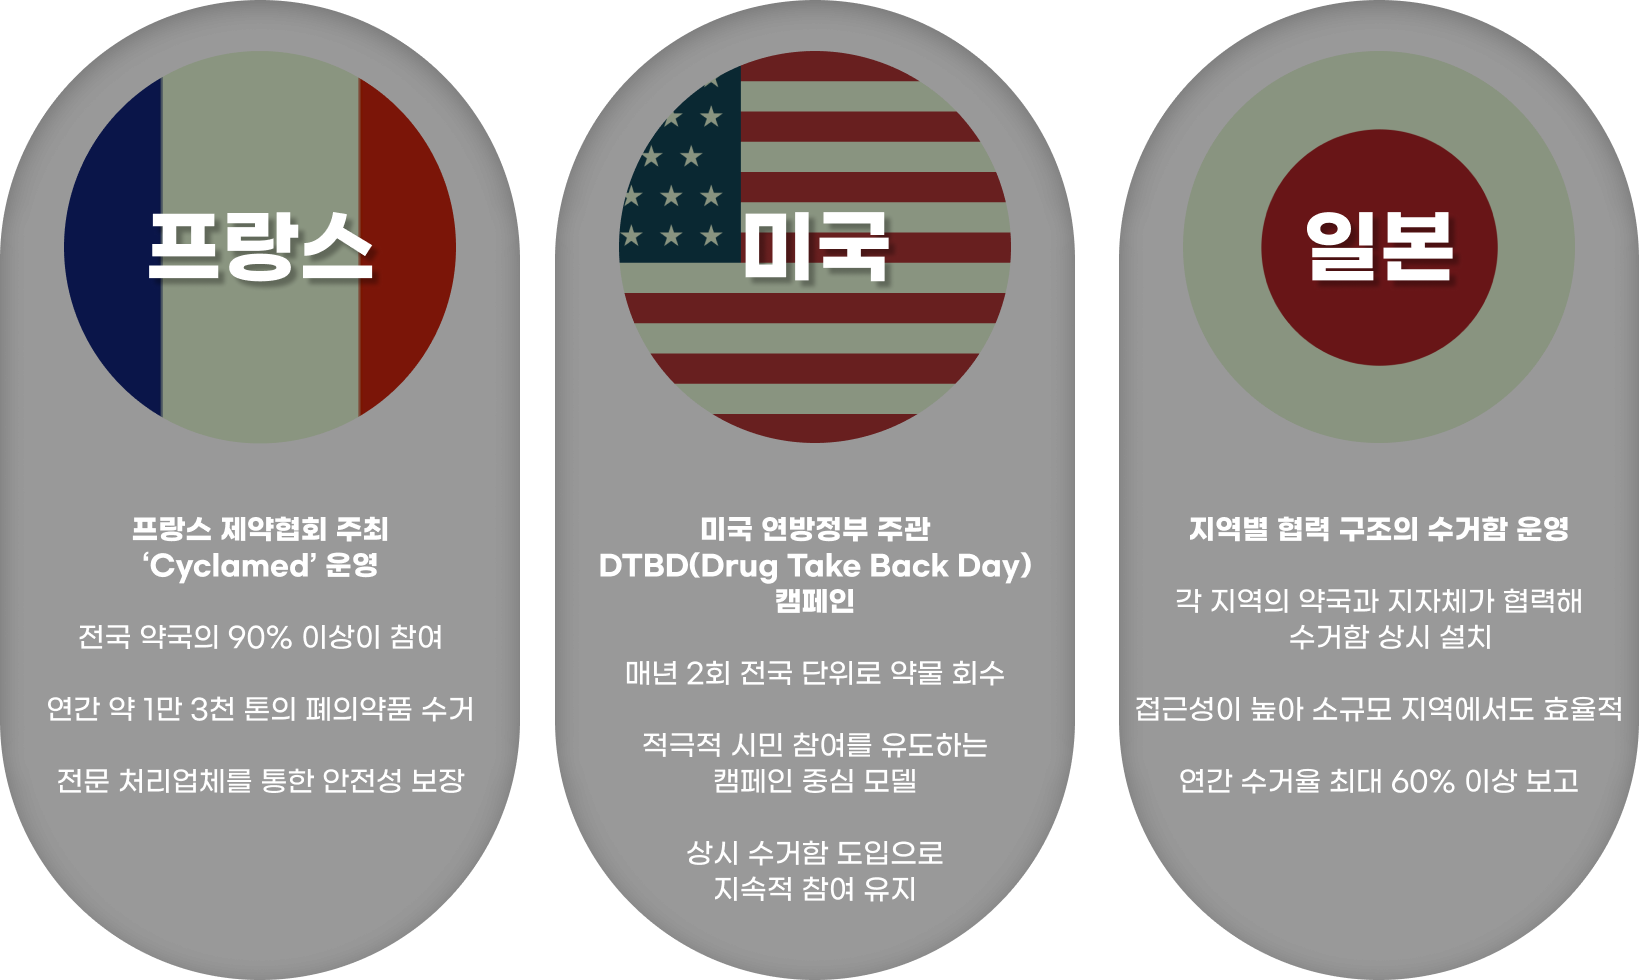 프랑스
프랑스 제약협회 주최
‘Cyclamed’ 운영
전국 약국의 90% 이상이 참여
연간 약 1만 3천 톤의 폐의약품 수거
전문 처리업체를 통한 안전성 보장
미국
미국 연방정부 주관
DTBD(Drug Take Back Day)
캠페인
매년 2회 전국 단위로 약물 회수
적극적 시민 참여를 유도하는
캠페인 중심 모델
상시 수거함 도입으로
지속적 참여 유지
일본
지역별 협력 구조의 수거함 운영
각 지역의 약국과 지자체가 협력해
수거함 상시 설치
접근성이 높아 소규모 지역에서도 효율적
연간 수거율 최대 60% 이상 보고